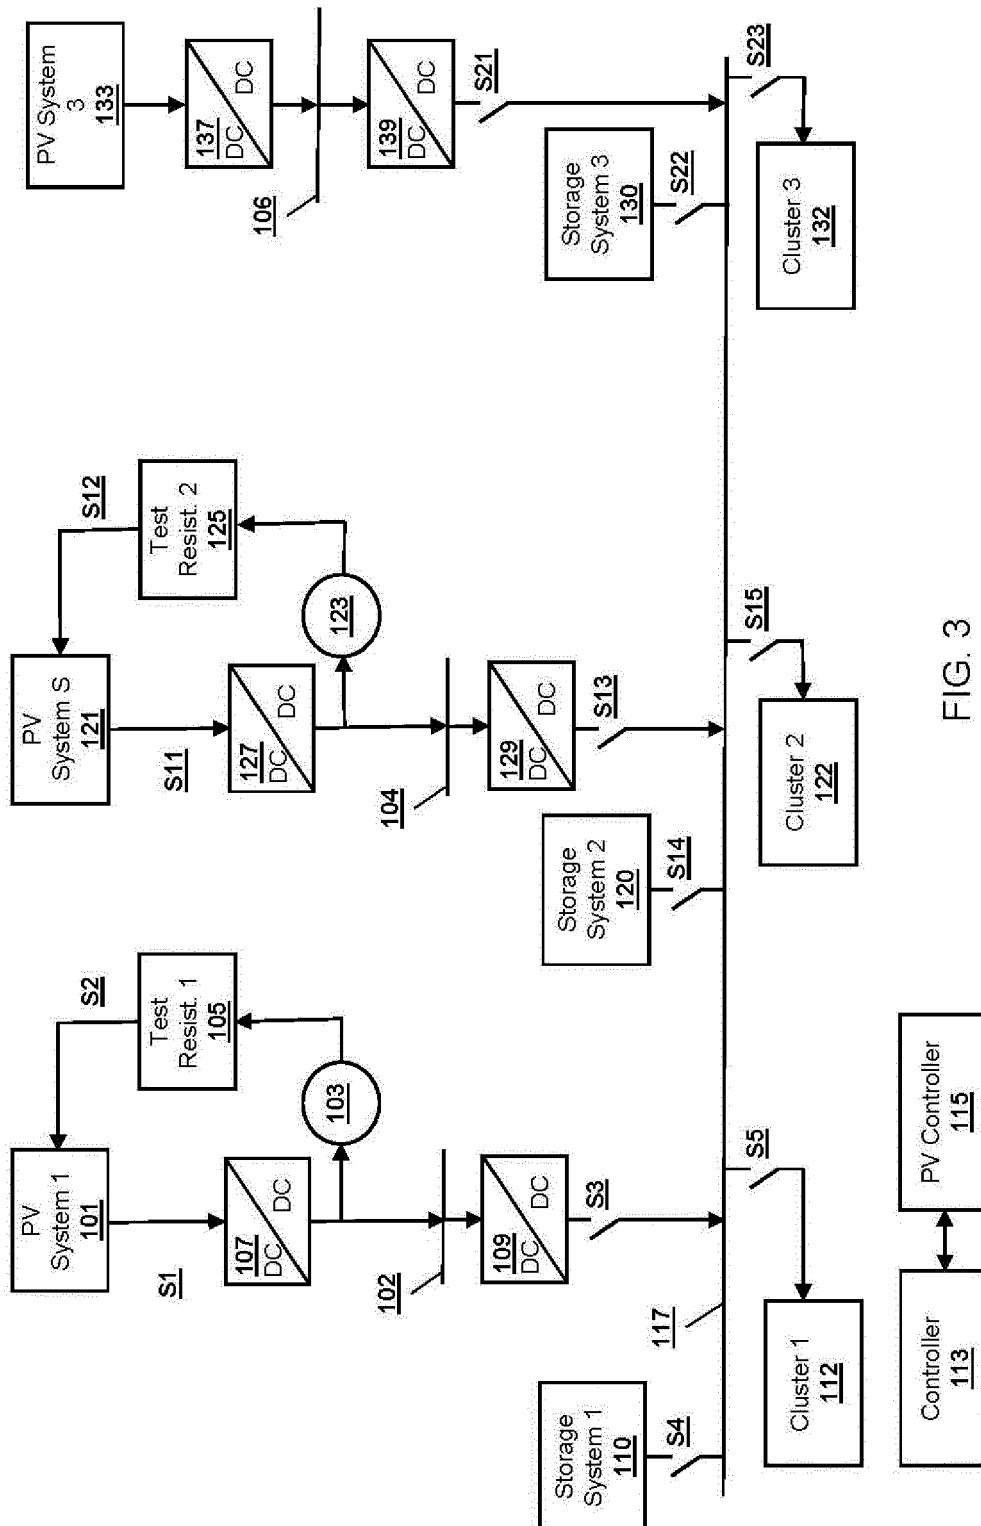 PV
System 1
101
S2
S1
Test
Resist. 1
105
107
DC
DC
103
102
109
DC
DC
S3
Storage
System 1
110
S4
117
S5
Cluster 1
112
PV
System S
121
S12
S11
Test
Resist. 2
125
127
DC
DC
123
104
129
DC
DC
S13
Storage
System 2
120
S14
S15
Cluster 2
122
PV System
3
133
137
DC
DC
106
139
DC
DC
S21
Storage
System 3
130
S22
S23
Cluster 3
132
Controller
113
PV Controller
115
FIG. 3